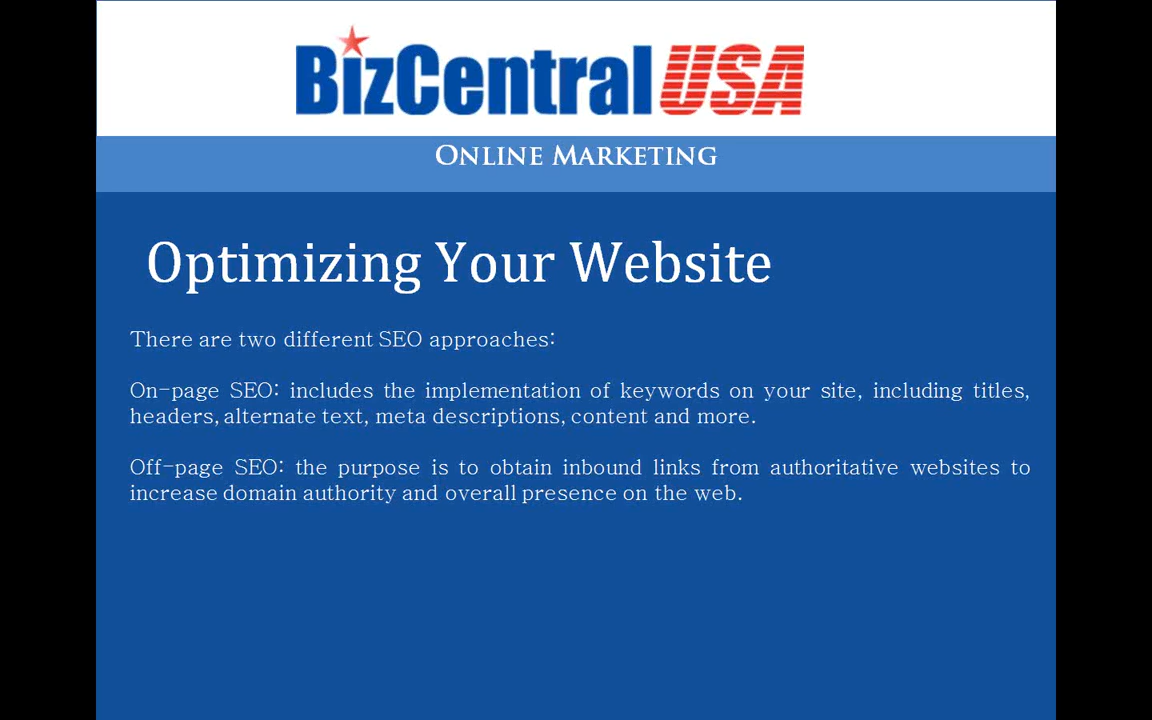 BizCentral USA
Online Marketing
Optimizing Your Website
There are two different SEO approaches:
On-page SEO: includes the implementation of keywords on your site, including titles,
headers, alternate text, meta descriptions, content and more.
Off-page SEO: the purpose is to obtain inbound links from authoritative websites to
increase domain authority and overall presence on the web.